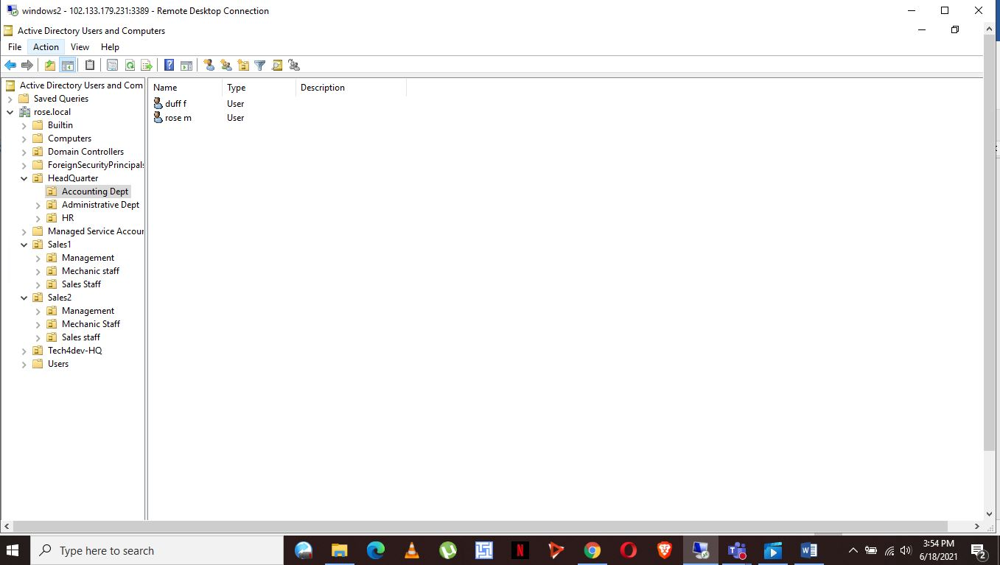 windows2 - 102.133.179.231:3389 - Remote Desktop Connection
Active Directory Users and Computers
File Action View Help
Active Directory Users and Com
Saved Queries
rose.local
Builtin
Computers
Domain Controllers
ForeignSecurityPrincipals
HeadQuarter
Accounting Dept
Administrative Dept
HR
Managed Service Accour
Sales1
Management
Mechanic staff
Sales Staff
Sales2
Management
Mechanic Staff
Sales staff
Tech4dev-HQ
Users
Name Type Description
duff f User
rose m User
Type here to search
N
W
3:54 PM
6/18/2021
2